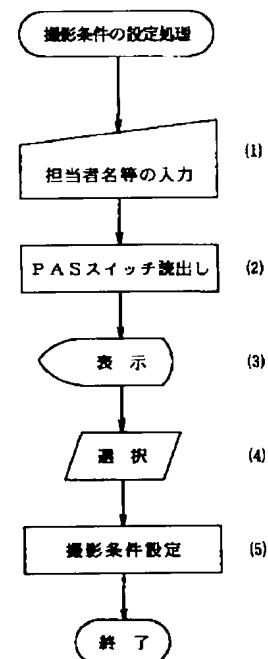 撮影条件の設定処理
担当者名等の入力 (1)
PASスイッチ読出し (2)
表示 (3)
選択 (4)
撮影条件設定 (5)
終了